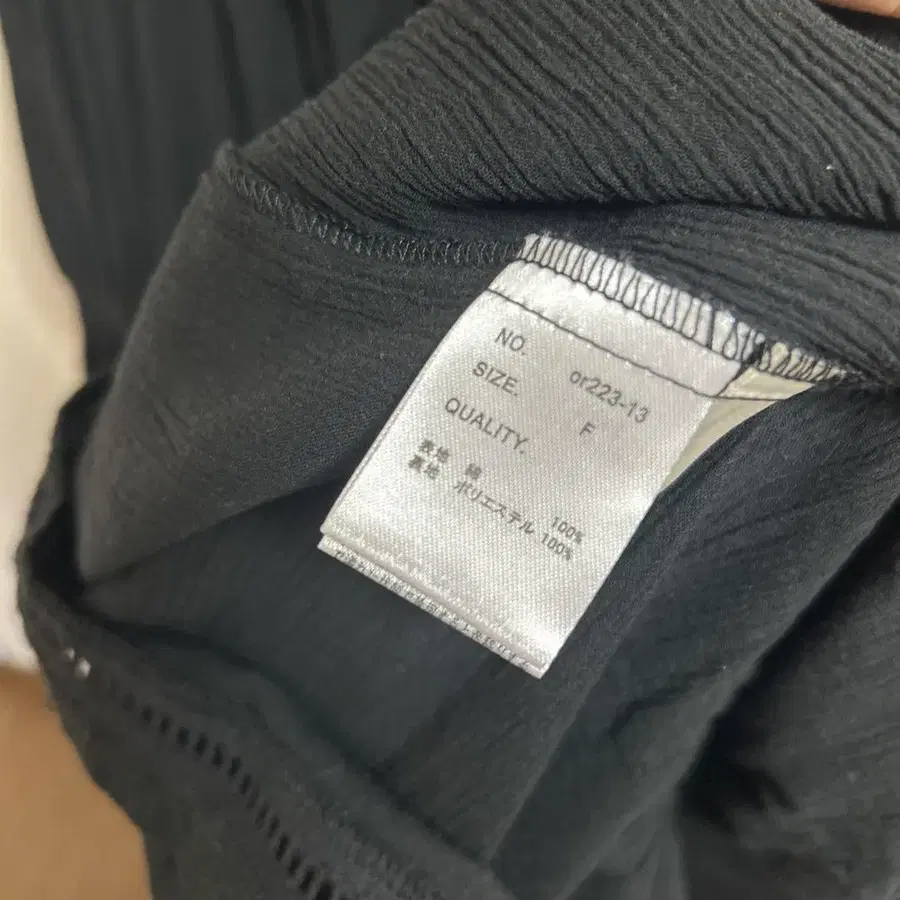 NO. or223-13
SIZE. F
QUALITY.
表地 綿 100%
裏地 ポリエステル 100%